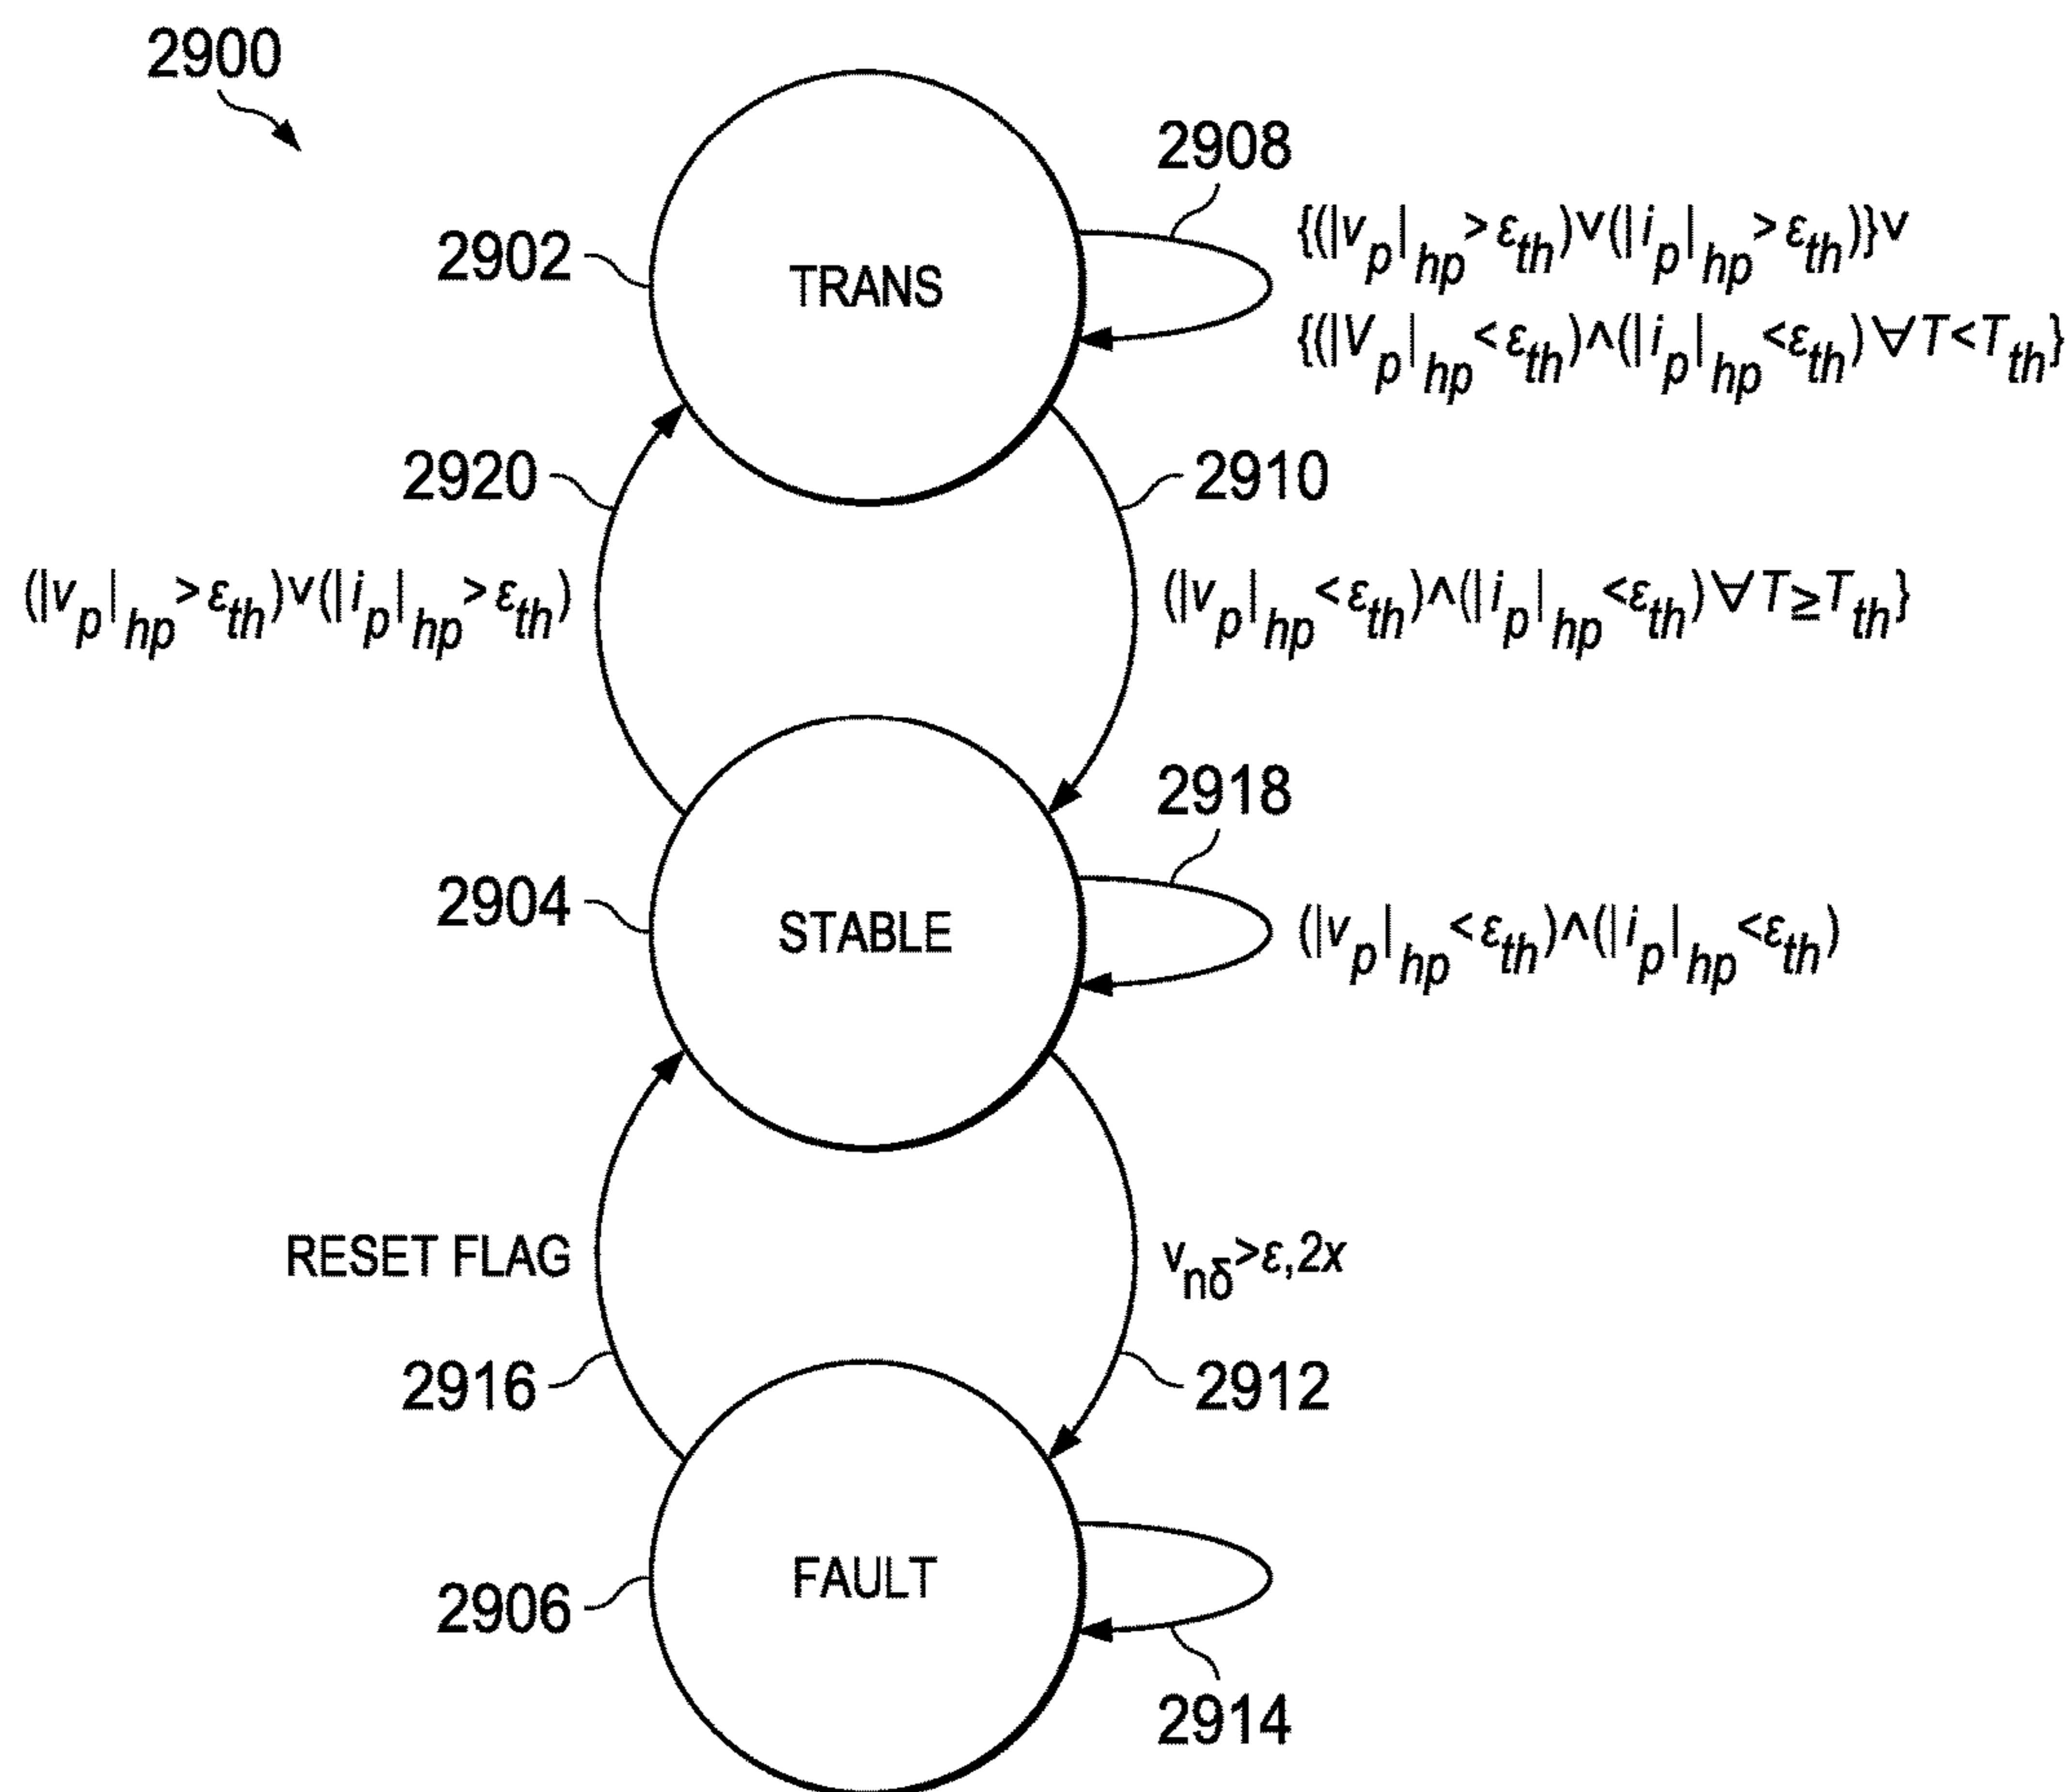 2900
2908
{(|v_p|_hp>ε_th)∨(|i_p|_hp>ε_th)}∨
2902
TRANS
{(|V_p|_hp<ε_th)∧(|i_p|_hp<ε_th)∀T<T_th}
2920
2910
(|v_p|_hp>ε_th)∨(|i_p|_hp>ε_th)
(|v_p|_hp<ε_th)∧(|i_p|_hp<ε_th)∀T≥T_th}
2918
2904
STABLE
(|v_p|_hp<ε_th)∧(|i_p|_hp<ε_th)
RESET FLAG
v_nδ>ε,2x
2916
2912
FAULT
2906
2914